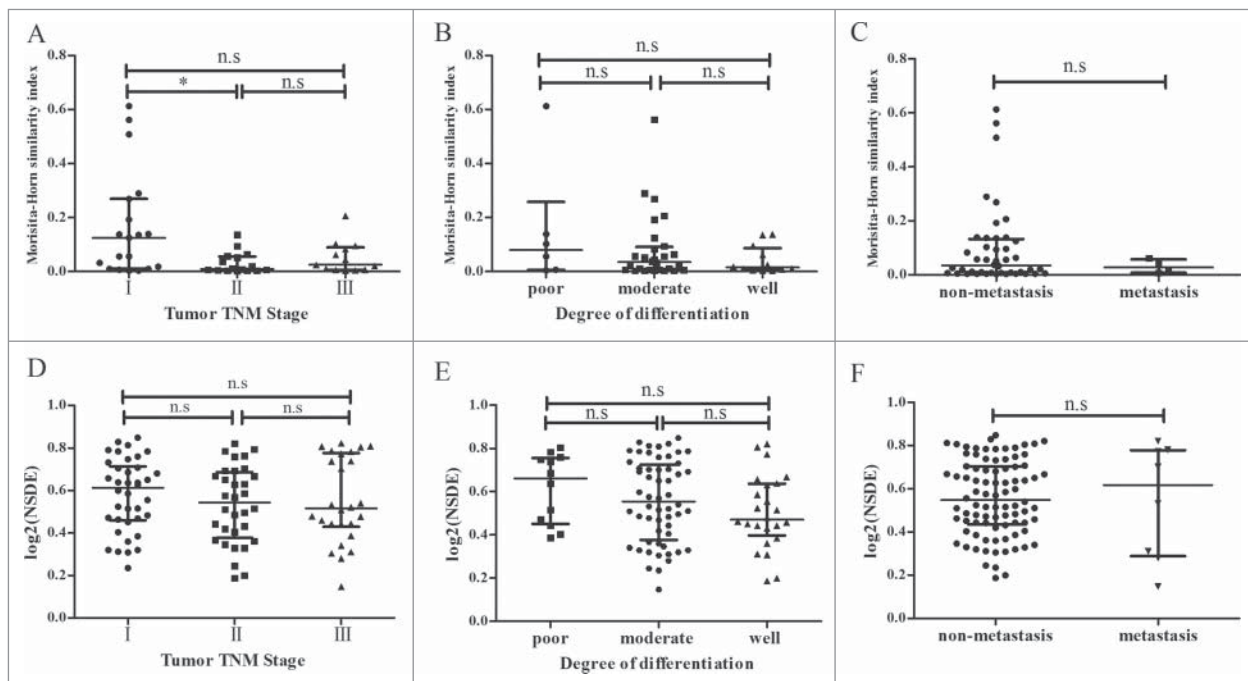 A
Morisita-Horn similarity index
0.8
0.6
0.4
0.2
0.0
n.s
*
n.s
I
II
III
Tumor TNM Stage
B
Morisita-Horn similarity index
0.8
0.6
0.4
0.2
0.0
n.s
n.s
n.s
poor
moderate
well
Degree of differentiation
C
Morisita-Horn similarity index
0.8
0.6
0.4
0.2
0.0
n.s
non-metastasis
metastasis
D
log2(NSDE)
1.0
0.8
0.6
0.4
0.2
0.0
n.s
n.s
n.s
I
II
III
Tumor TNM Stage
E
log2(NSDE)
1.0
0.8
0.6
0.4
0.2
0.0
n.s
n.s
n.s
poor
moderate
well
Degree of differentiation
F
log2(NSDE)
1.0
0.8
0.6
0.4
0.2
0.0
n.s
non-metastasis
metastasis